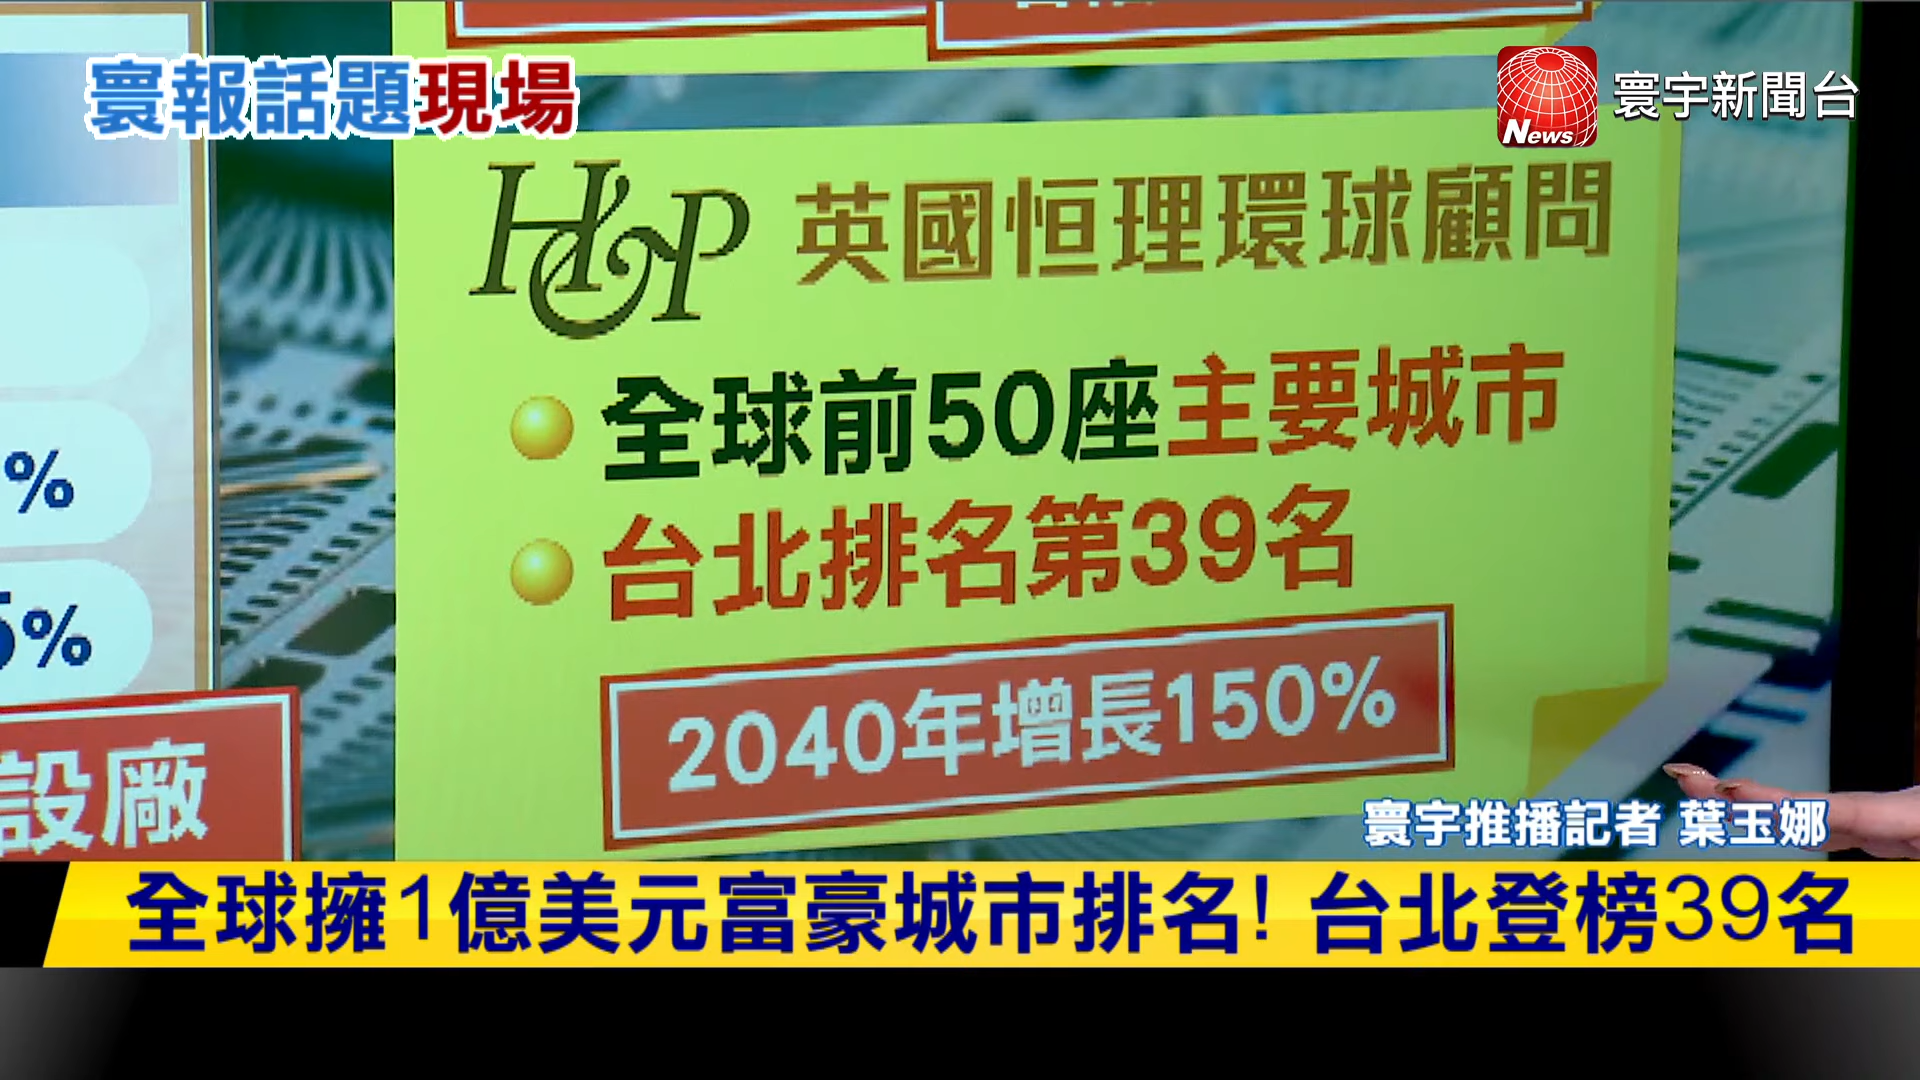 寰報話題現場
News 寰宇新聞台
H&P 英國恒理環球顧問
全球前50座主要城市
台北排名第39名
2040年增長150%
%
5%
設廠
寰宇推播記者 葉玉娜
全球擁1億美元富豪城市排名! 台北登榜39名